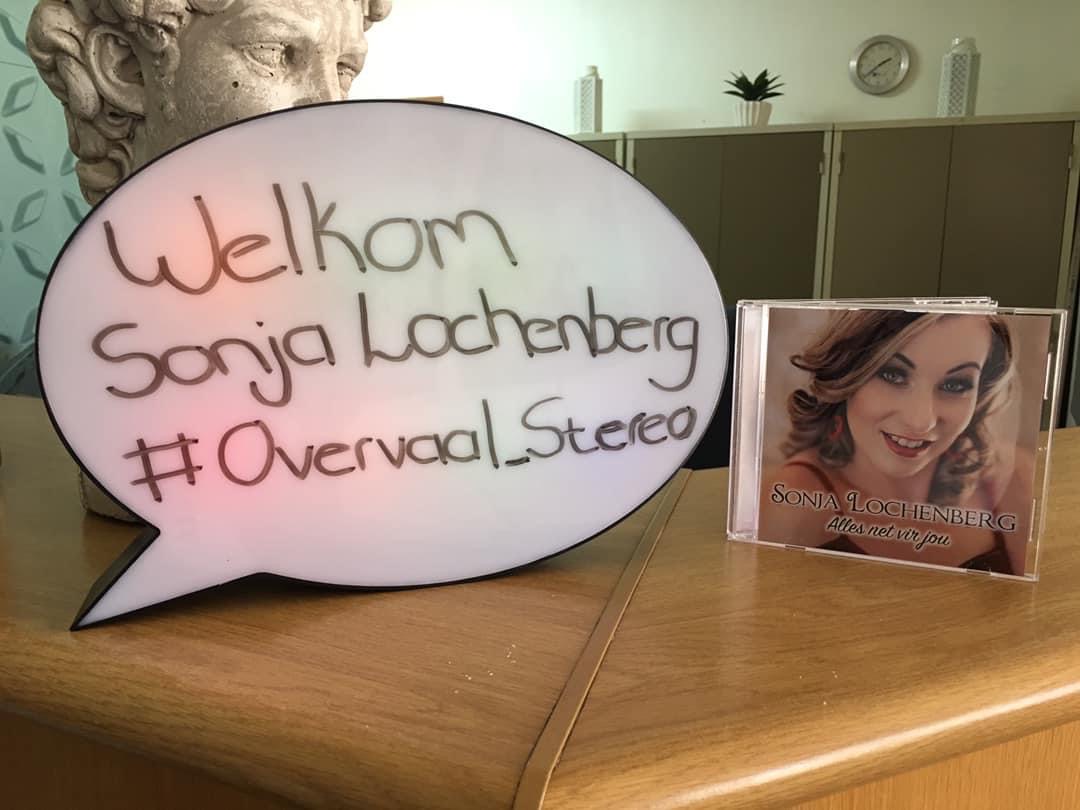 Welkom
Sonja Lochenberg
#Overvaal_Stereo
SONJA LOCHENBERG
Alles net vir jou